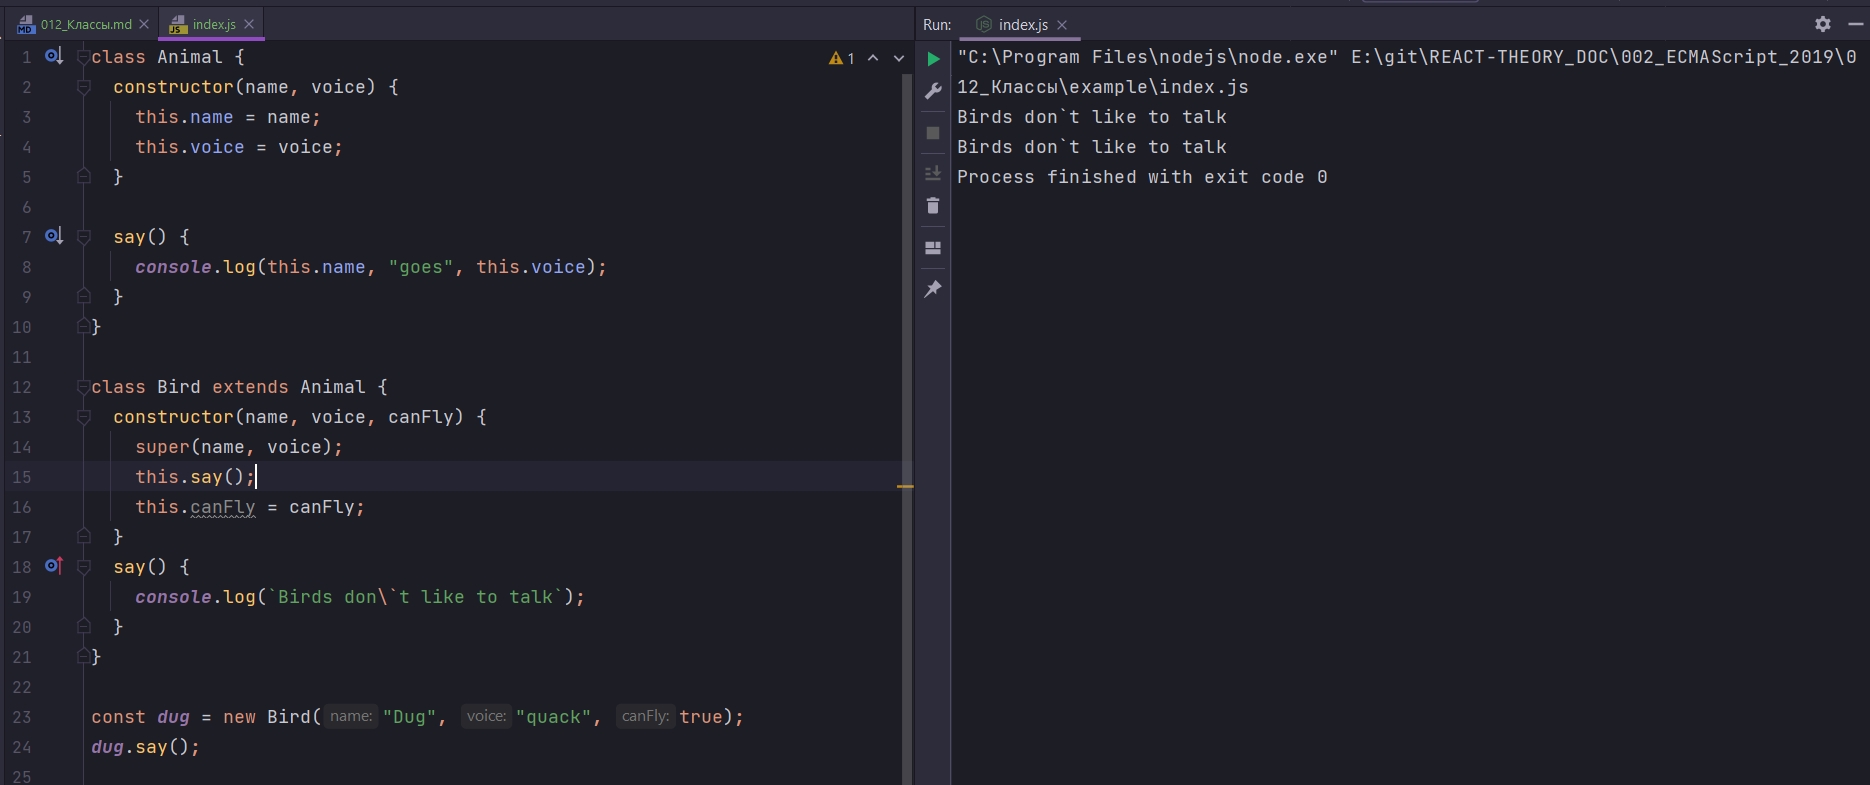 012_Классы.md
index.js
1 class Animal {
2 constructor(name, voice) {
3 this.name = name;
4 this.voice = voice;
5 }
6
7 say() {
8 console.log(this.name, "goes", this.voice);
9 }
10 }
11
12 class Bird extends Animal {
13 constructor(name, voice, canFly) {
14 super(name, voice);
15 this.say();
16 this.canFly = canFly;
17 }
18 say() {
19 console.log(`Birds don\`t like to talk`);
20 }
21 }
22
23 const dug = new Bird( name: "Dug", voice: "quack", canFly: true);
24 dug.say();
25
1
Run: index.js
"C:\Program Files\nodejs\node.exe" E:\git\REACT-THEORY_DOC\002_ECMAScript_2019\0
12_Классы\example\index.js
Birds don`t like to talk
Birds don`t like to talk
Process finished with exit code 0